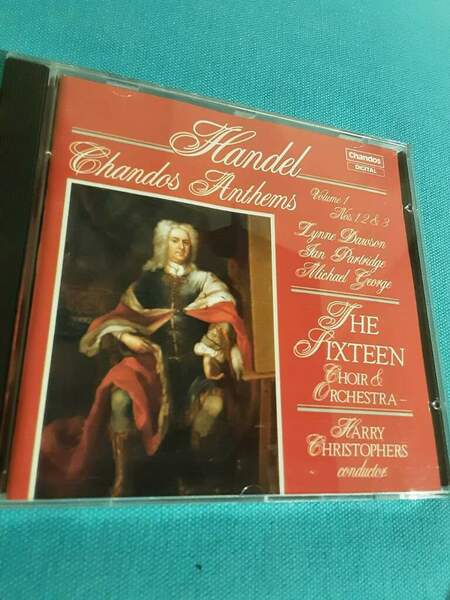 Handel
Chandos Anthems
Chandos
DIGITAL
Volume 1
Nos. 1, 2 & 3
Lynne Dawson
Ian Partridge
Michael George
THE
SIXTEEN
CHOIR &
ORCHESTRA
HARRY
CHRISTOPHERS
conductor